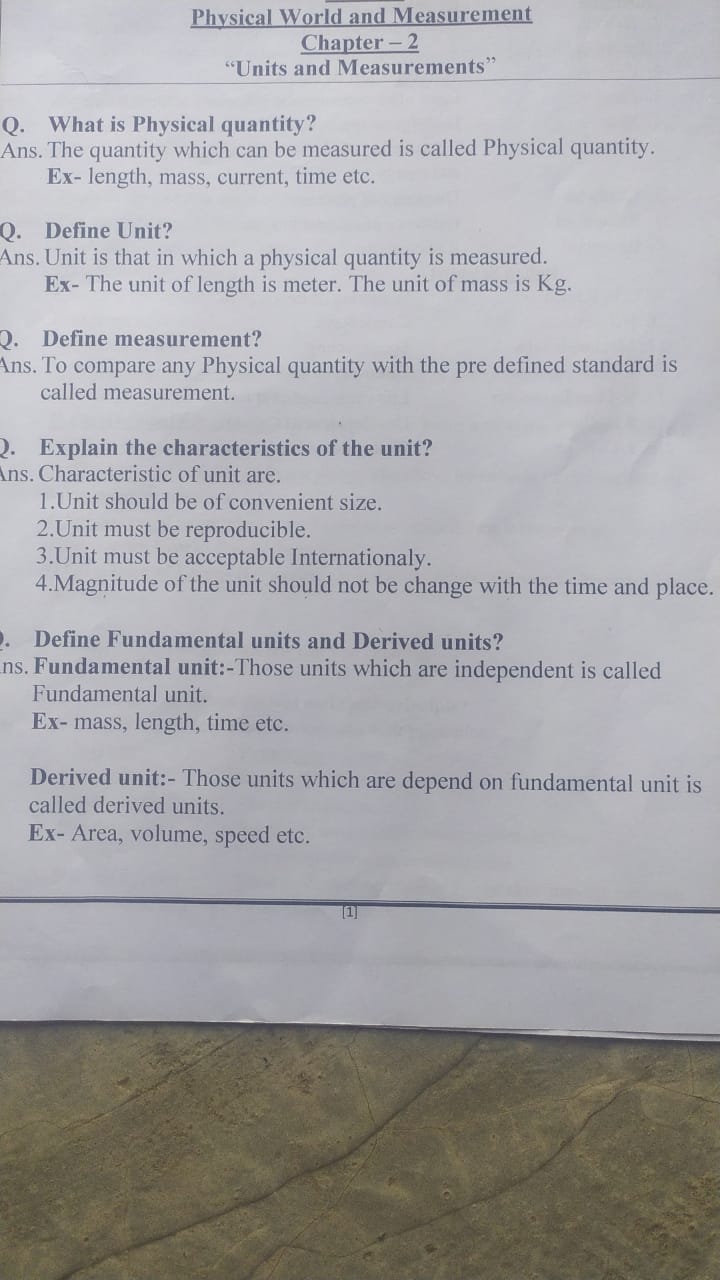 Physical World and Measurement
Chapter – 2
“Units and Measurements”
Q. What is Physical quantity?
Ans. The quantity which can be measured is called Physical quantity.
Ex- length, mass, current, time etc.
Q. Define Unit?
Ans. Unit is that in which a physical quantity is measured.
Ex- The unit of length is meter. The unit of mass is Kg.
Q. Define measurement?
Ans. To compare any Physical quantity with the pre defined standard is
called measurement.
Q. Explain the characteristics of the unit?
Ans. Characteristic of unit are.
1.Unit should be of convenient size.
2.Unit must be reproducible.
3.Unit must be acceptable Internationaly.
4.Magnitude of the unit should not be change with the time and place.
. Define Fundamental units and Derived units?
ns. Fundamental unit:-Those units which are independent is called
Fundamental unit.
Ex- mass, length, time etc.
Derived unit:- Those units which are depend on fundamental unit is
called derived units.
Ex- Area, volume, speed etc.
[1]